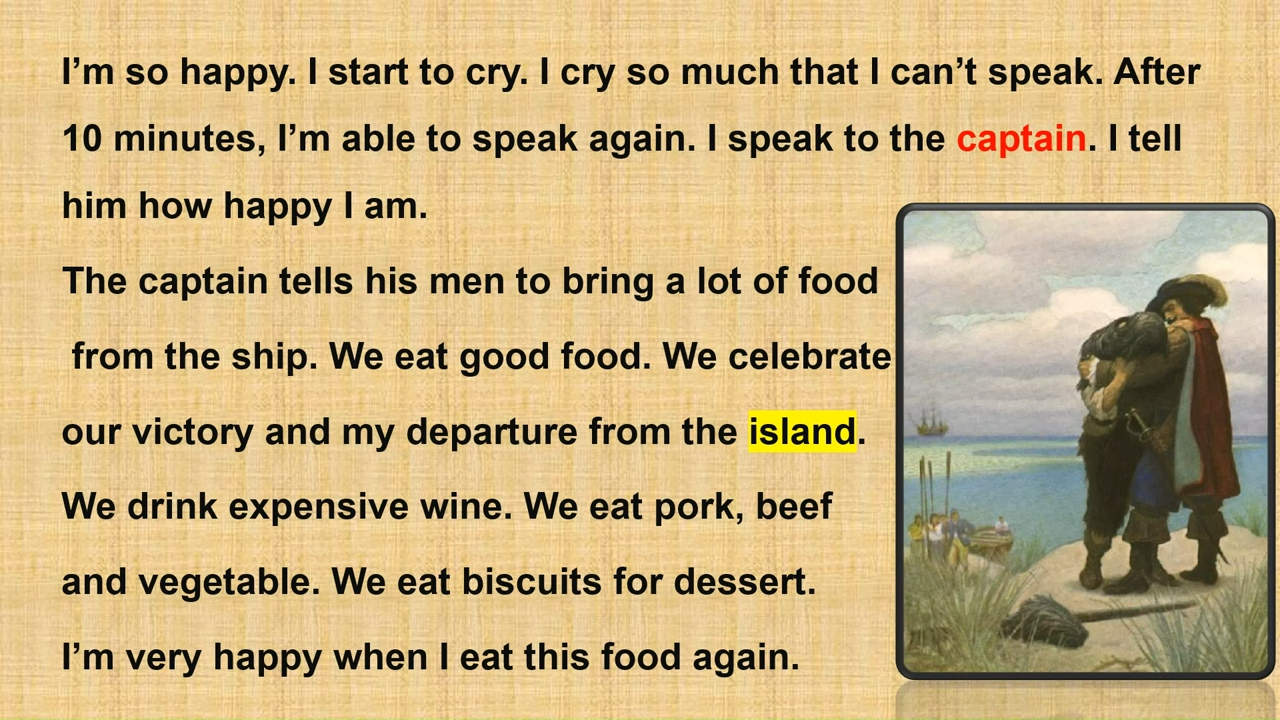 I’m so happy. I start to cry. I cry so much that I can’t speak. After
10 minutes, I’m able to speak again. I speak to the captain. I tell
him how happy I am.
The captain tells his men to bring a lot of food
from the ship. We eat good food. We celebrate
our victory and my departure from the island.
We drink expensive wine. We eat pork, beef
and vegetable. We eat biscuits for dessert.
I’m very happy when I eat this food again.